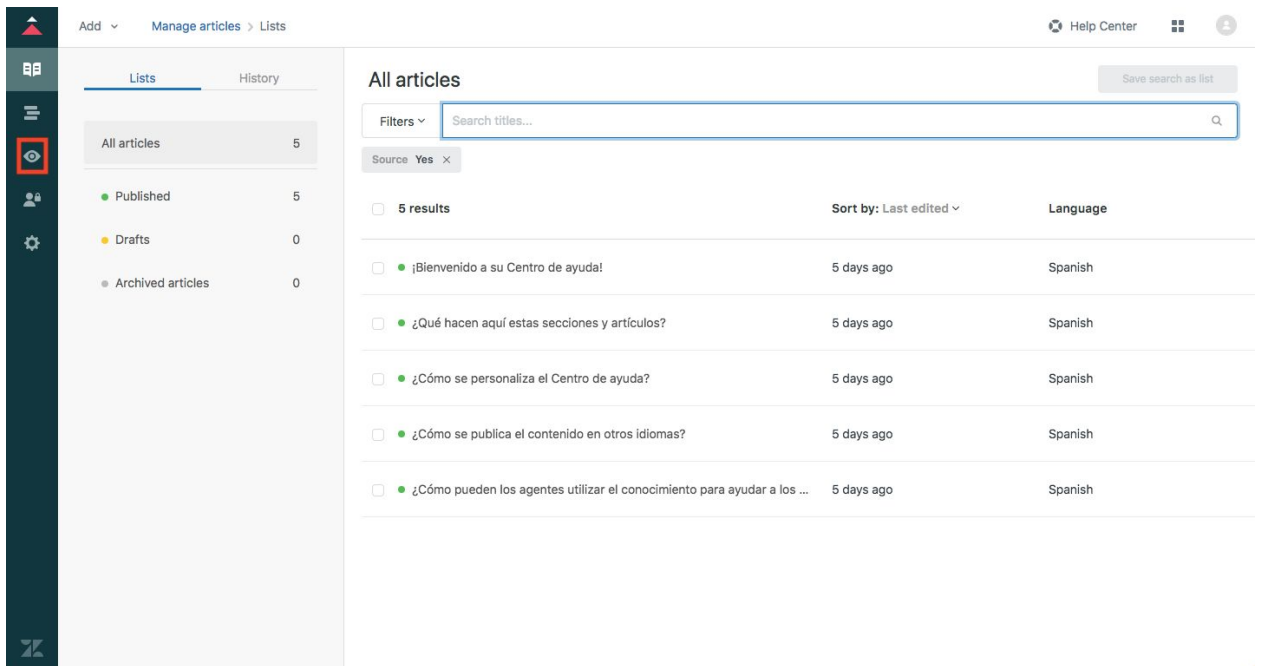 Add
Manage articles > Lists
Help Center
Lists
History
All articles 5
Published 5
Drafts 0
Archived articles 0
All articles
Save search as list
Filters
Search titles...
Source Yes
5 results Sort by: Last edited Language
¡Bienvenido a su Centro de ayuda! 5 days ago Spanish
¿Qué hacen aquí estas secciones y artículos? 5 days ago Spanish
¿Cómo se personaliza el Centro de ayuda? 5 days ago Spanish
¿Cómo se publica el contenido en otros idiomas? 5 days ago Spanish
¿Cómo pueden los agentes utilizar el conocimiento para ayudar a los ... 5 days ago Spanish